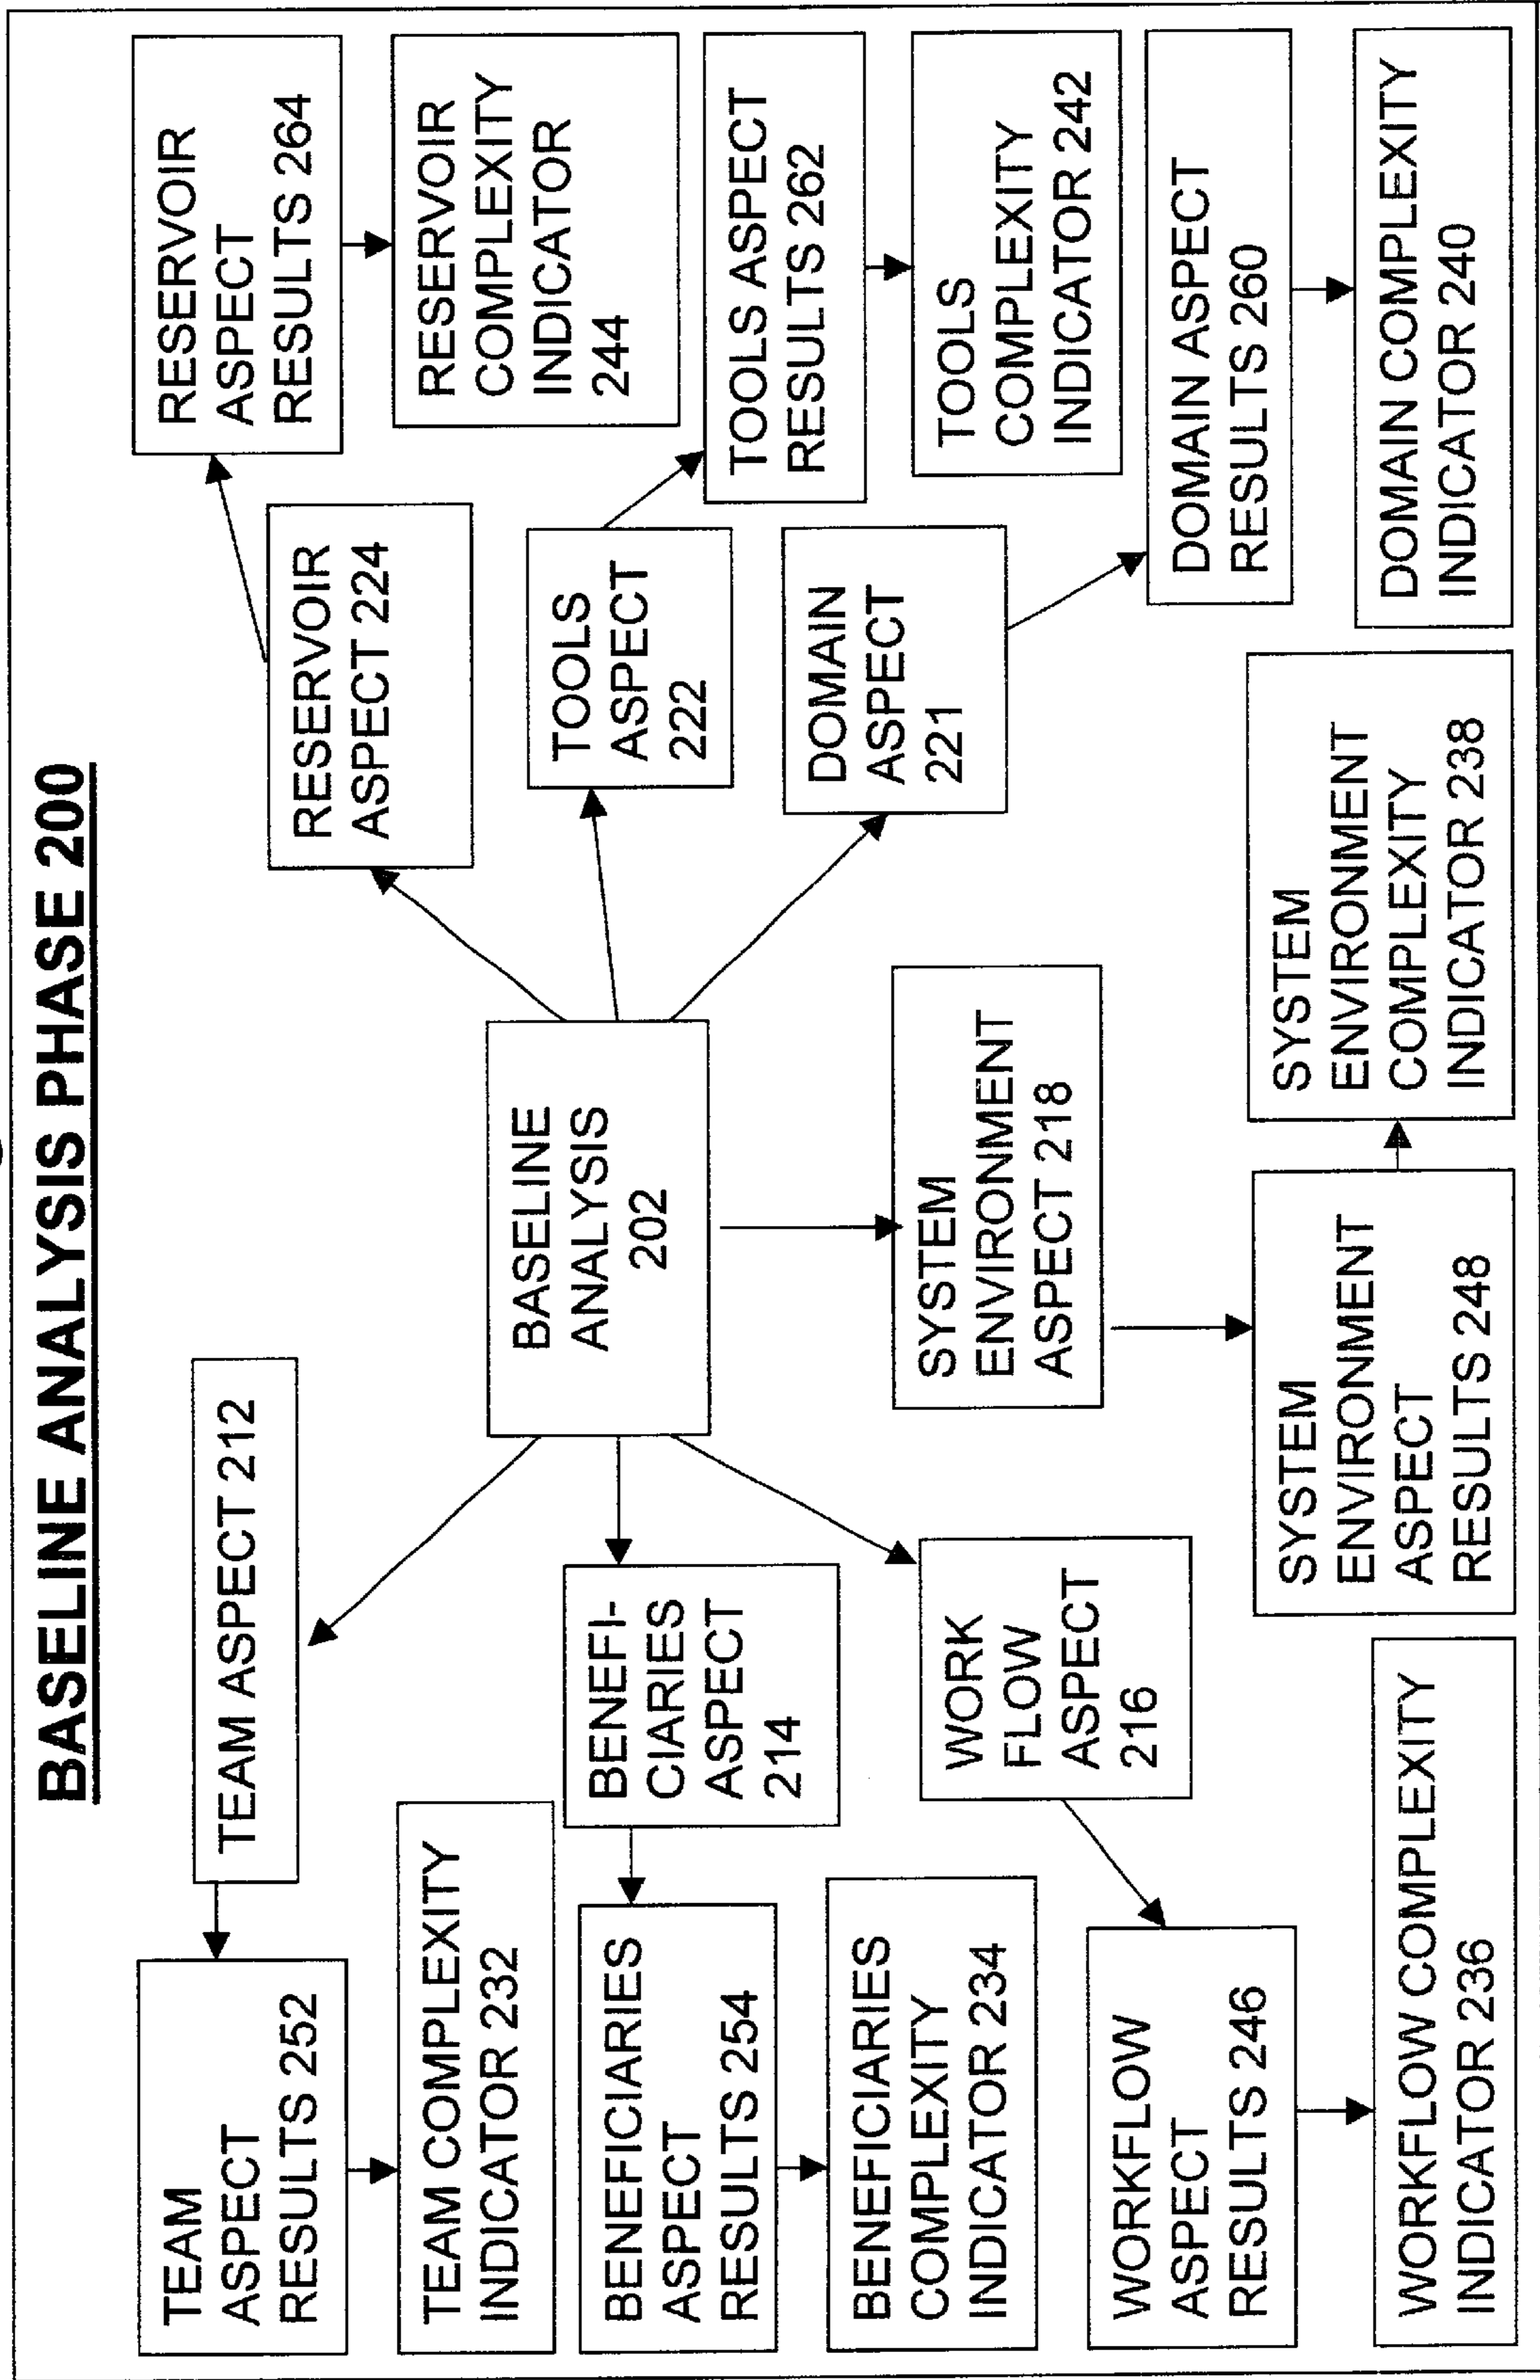 BASELINE ANALYSIS PHASE 200
TEAM
ASPECT
RESULTS 252
TEAM COMPLEXITY
INDICATOR 232
BENEFICIARIES
ASPECT
RESULTS 254
BENEFICIARIES
COMPLEXITY
INDICATOR 234
WORKFLOW
ASPECT
RESULTS 246
WORKFLOW COMPLEXITY
INDICATOR 236
TEAM ASPECT 212
BENEFI-
CIARIES
ASPECT
214
WORK
FLOW
ASPECT
216
BASELINE
ANALYSIS
202
SYSTEM
ENVIRONMENT
ASPECT 218
SYSTEM
ENVIRONMENT
ASPECT
RESULTS 248
SYSTEM
ENVIRONMENT
COMPLEXITY
INDICATOR 238
RESERVOIR
ASPECT 224
TOOLS
ASPECT
222
DOMAIN
ASPECT
221
RESERVOIR
ASPECT
RESULTS 264
RESERVOIR
COMPLEXITY
INDICATOR
244
TOOLS ASPECT
RESULTS 262
TOOLS
COMPLEXITY
INDICATOR 242
DOMAIN ASPECT
RESULTS 260
DOMAIN COMPLEXITY
INDICATOR 240